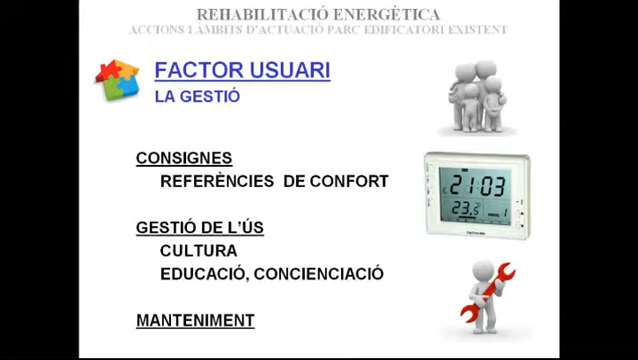 REHABILITACIÓ ENERGÈTICA
ACCIONS I ÀMBITS D'ACTUACIÓ PARC EDIFICATORI EXISTENT
FACTOR USUARI
LA GESTIÓ
CONSIGNES
REFERÈNCIES DE CONFORT
21:03
23,5
GESTIÓ DE L'ÚS
CULTURA
EDUCACIÓ, CONCIENCIACIÓ
MANTENIMENT